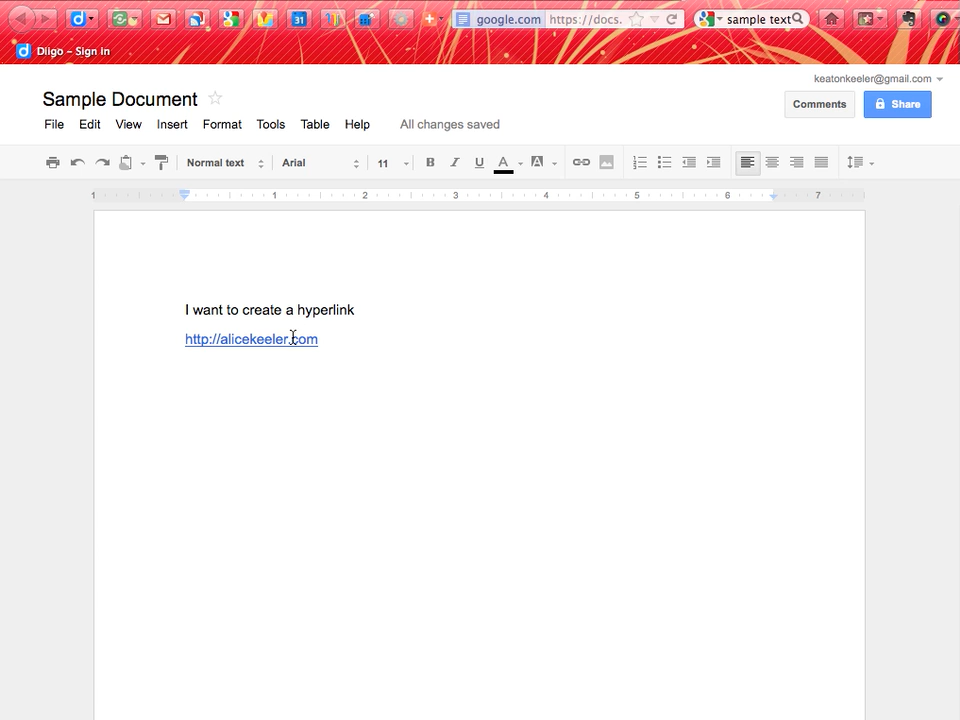 google.com https://docs. sample text
Diigo - Sign in
keatonkeeler@gmail.com
Sample Document
Comments Share
File Edit View Insert Format Tools Table Help All changes saved
Normal text Arial 11 B I U A A
1 1 2 3 4 5 6 7
I want to create a hyperlink
http://alicekeeler.com